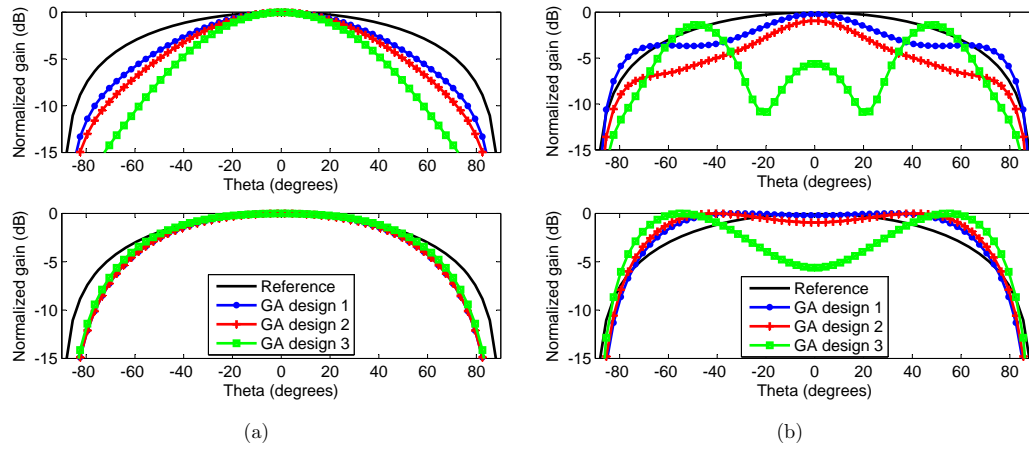 Normalized gain (dB)
0
-5
-10
-15
-80 -60 -40 -20 0 20 40 60 80
Theta (degrees)
Normalized gain (dB)
0
-5
-10
-15
-80 -60 -40 -20 0 20 40 60 80
Theta (degrees)
Reference
GA design 1
GA design 2
GA design 3
(a)
Normalized gain (dB)
0
-5
-10
-15
-80 -60 -40 -20 0 20 40 60 80
Theta (degrees)
Normalized gain (dB)
0
-5
-10
-15
-80 -60 -40 -20 0 20 40 60 80
Theta (degrees)
Reference
GA design 1
GA design 2
GA design 3
(b)